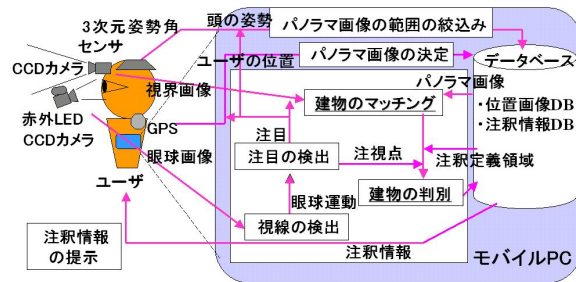 3次元姿勢角
センサ
頭の姿勢
パノラマ画像の範囲の絞込み
CCDカメラ
ユーザの位置
パノラマ画像の決定
データベース
視界画像
パノラマ画像
建物のマッチング
・位置画像DB
・注釈情報DB
赤外LED
CCDカメラ
GPS
注目
眼球画像
注目の検出
注視点
注釈定義領域
ユーザ
眼球運動
建物の判別
視線の検出
注釈情報
の提示
注釈情報
モバイルPC